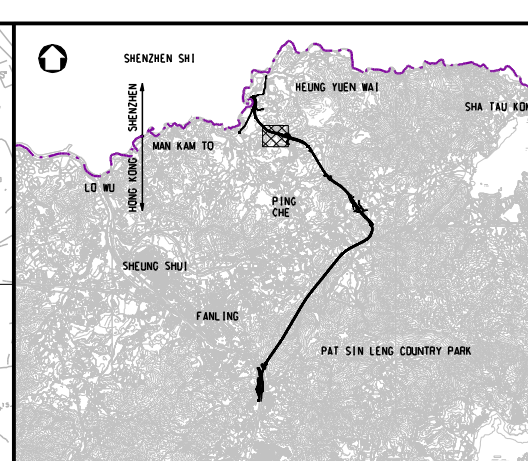 SHENZHEN SHI
HEUNG YUEN WAI
SHENZHEN
HONG KONG
MAN KAM TO
LO WU
PING
CHE
SHEUNG SHUI
FANLING
PAT SIN LENG COUNTRY PARK
SHA TAU